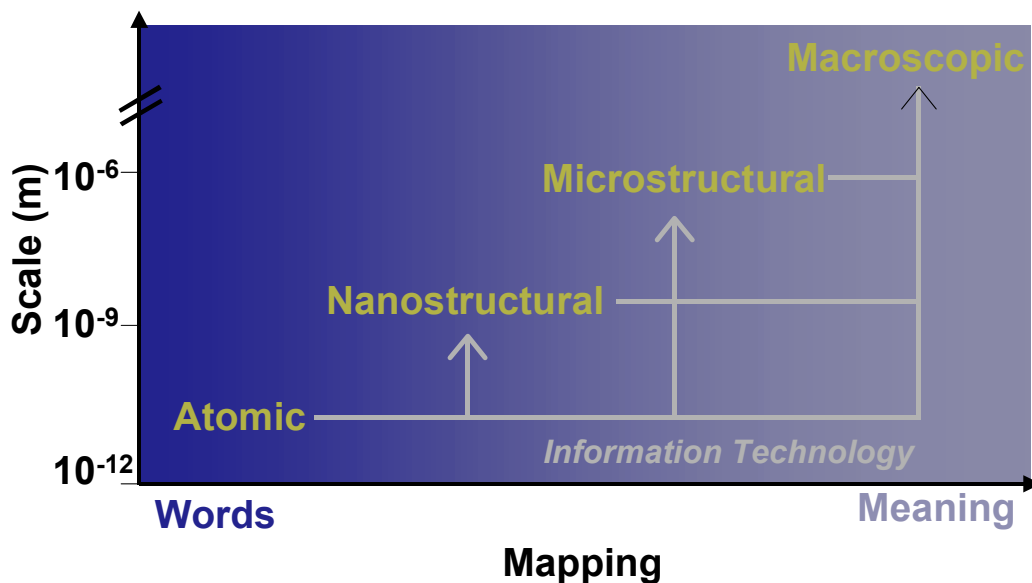 Macroscopic
10⁻⁶
Microstructural
Scale (m)
Nanostructural
10⁻⁹
Atomic
Information Technology
10⁻¹²
Words
Meaning
Mapping